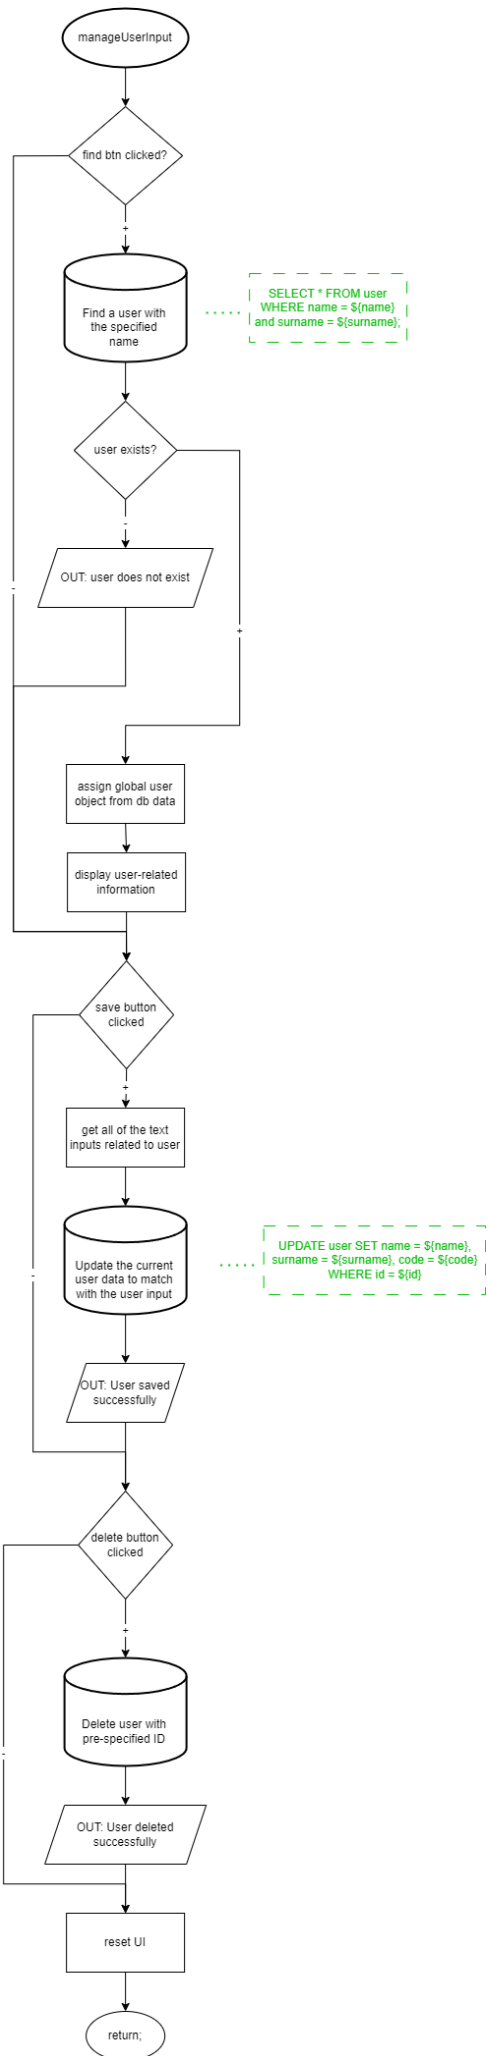 manageUserInput
find btn clicked?
+
Find a user with
the specified
name
SELECT * FROM user
WHERE name = ${name}
and surname = ${surname};
user exists?
-
OUT: user does not exist
-
+
assign global user
object from db data
display user-related
information
save button
clicked
+
get all of the text
inputs related to user
Update the current
user data to match
with the user input
UPDATE user SET name = ${name},
surname = ${surname}, code = ${code}
WHERE id = ${id}
-
OUT: User saved
successfully
delete button
clicked
+
Delete user with
pre-specified ID
-
OUT: User deleted
successfully
reset UI
return;